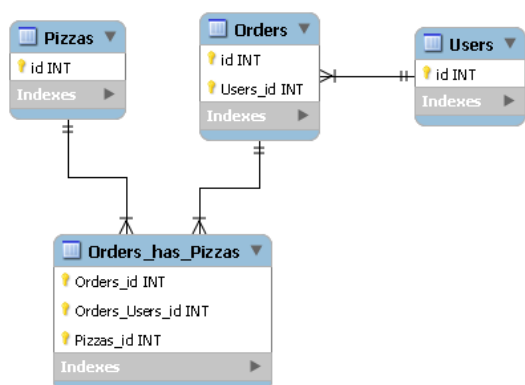 Pizzas
id INT
Indexes
Orders
id INT
Users_id INT
Indexes
Users
id INT
Indexes
Orders_has_Pizzas
Orders_id INT
Orders_Users_id INT
Pizzas_id INT
Indexes